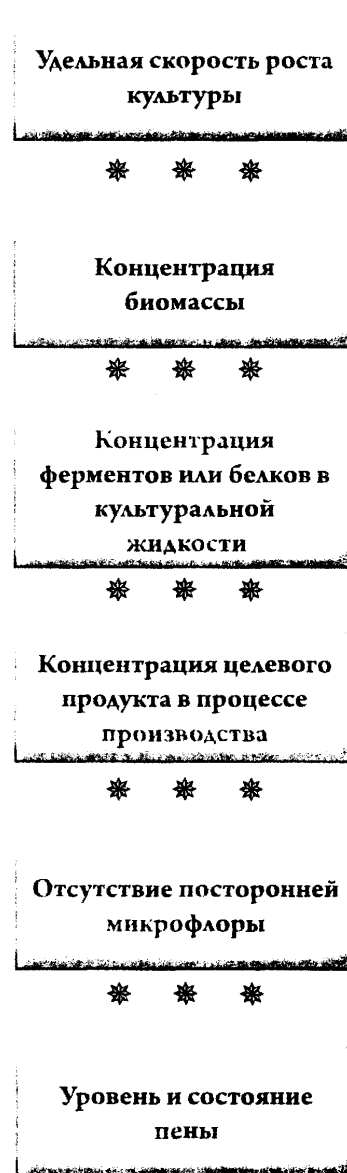 Удельная скорость роста
культуры
Концентрация
биомассы
Концентрация
ферментов или белков в
культуральной
жидкости
Концентрация целевого
продукта в процессе
производства
Отсутствие посторонней
микрофлоры
Уровень и состояние
пены